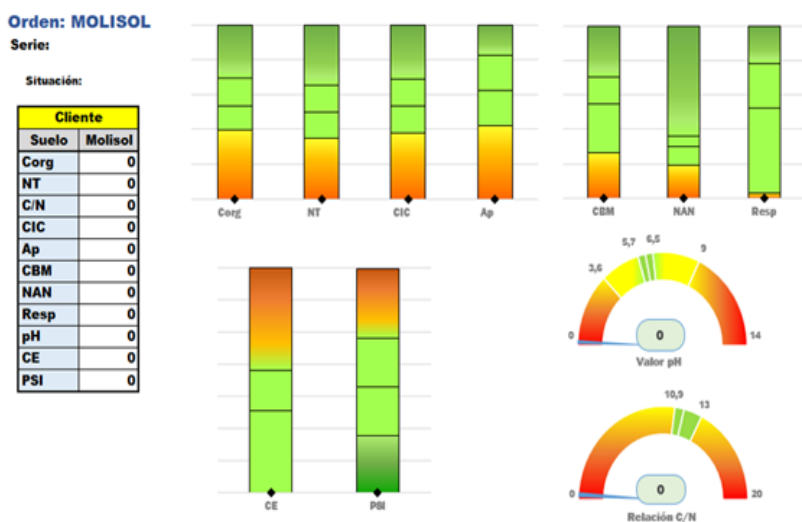 Orden: MOLISOL
Serie:
Situación:
Cliente
Suelo Molisol
Corg 0
NT 0
C/N 0
CIC 0
Ap 0
CBM 0
NAN 0
Resp 0
pH 0
CE 0
PSI 0
Corg NT CIC Ap
CBM NAN Resp
CE PSI
0 3,6 5,7 6,5 9 14
0
Valor pH
0 10,9 13 20
0
Relación C/N